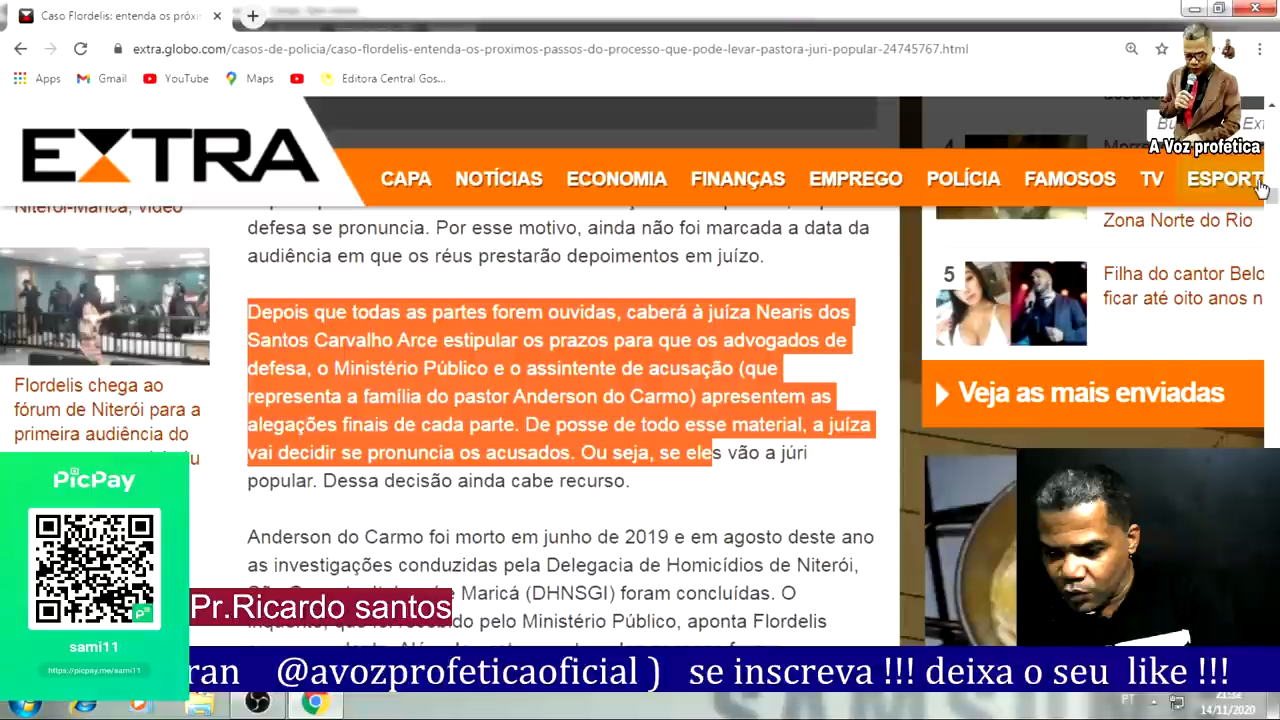 Caso Flordelis: entenda os próxi
extra.globo.com/casos-de-policia/caso-flordelis-entenda-os-proximos-passos-do-processo-que-pode-levar-pastora-juri-popular-24745767.html
Apps
Gmail
YouTube
Maps
Editora Central Gos...
A Voz profética
EXTRA
CAPA
NOTÍCIAS
ECONOMIA
FINANÇAS
EMPREGO
POLÍCIA
FAMOSOS
TV
ESPORT
Niterói-Maricá; vídeo
Flordelis chega ao
fórum de Niterói para a
primeira audiência do
defesa se pronuncia. Por esse motivo, ainda não foi marcada a data da
audiência em que os réus prestarão depoimentos em juízo.
Depois que todas as partes forem ouvidas, caberá à juíza Nearis dos
Santos Carvalho Arce estipular os prazos para que os advogados de
defesa, o Ministério Público e o assintente de acusação (que
representa a família do pastor Anderson do Carmo) apresentem as
alegações finais de cada parte. De posse de todo esse material, a juíza
vai decidir se pronuncia os acusados. Ou seja, se eles vão a júri
popular. Dessa decisão ainda cabe recurso.
Anderson do Carmo foi morto em junho de 2019 e em agosto deste ano
as investigações conduzidas pela Delegacia de Homicídios de Niterói,
Maricá (DHNSGI) foram concluídas. O
pelo Ministério Público, aponta Flordelis
4
Zona Norte do Rio
5
Filha do cantor Belo
ficar até oito anos n
Veja as mais enviadas
PicPay
sami11
https://picpay.me/sami11
Pr.Ricardo santos
ran @avozprofeticaoficial ) se inscreva !!! deixa o seu like !!!
PT
14/11/2020